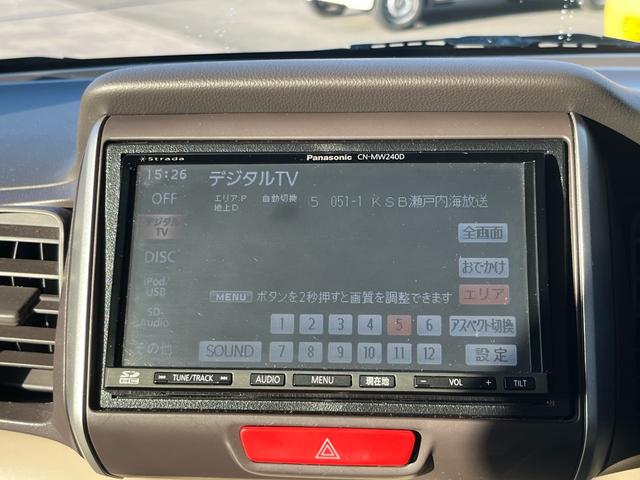 Strada Panasonic CN-MW240D
15:26 デジタルTV
OFF
エリア:P 自動切換 5 051-1 KSB瀬戸内海放送
地上D
デジタル
TV
全画面
DISC
おでかけ
iPod/
USB
MENU ボタンを2秒押すと画質を調整できます
エリア
SD-
Audio
1 2 3 4 5 6 アスペクト切換
その他 SOUND 7 8 9 10 11 12 設定
SD HC TUNE/TRACK AUDIO MENU 現在地 − VOL + TILT